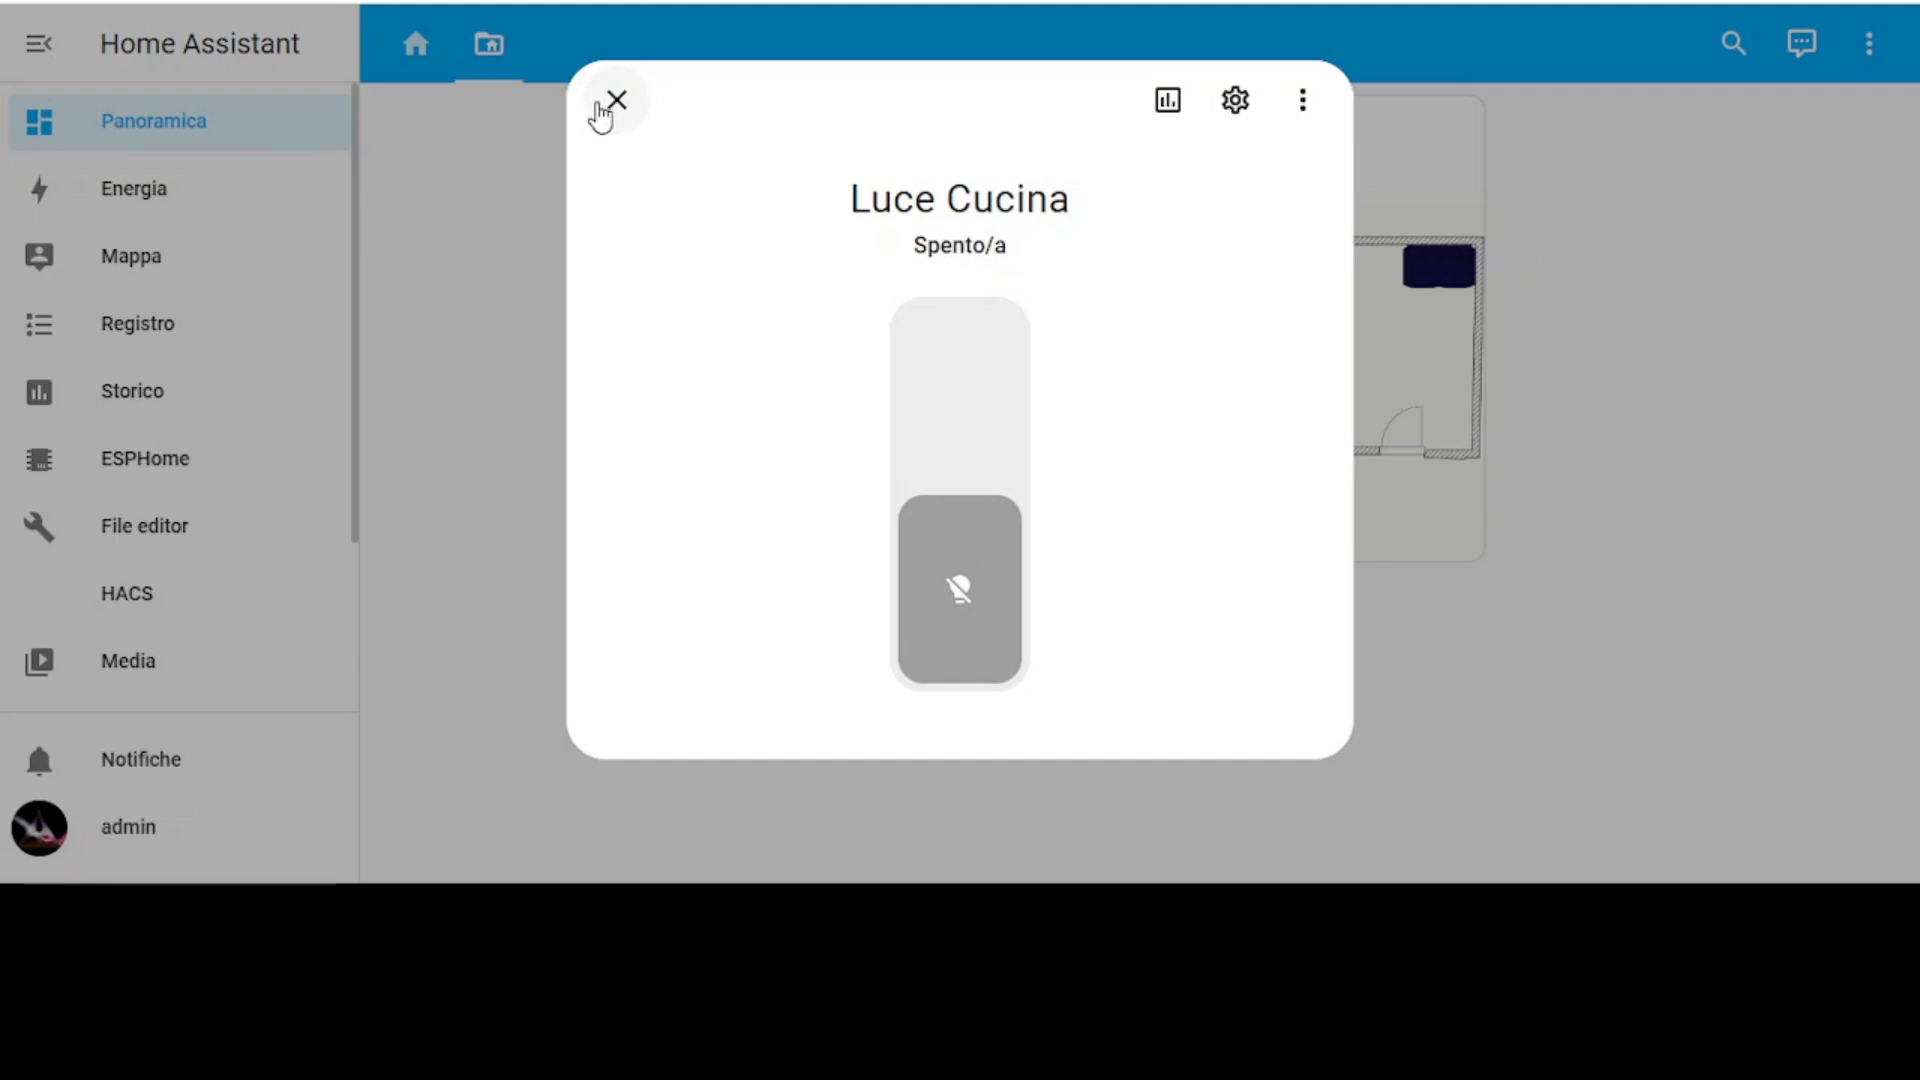 Home Assistant
Panoramica
Energia
Mappa
Registro
Storico
ESPHome
File editor
HACS
Media
Notifiche
admin
Luce Cucina
Spento/a